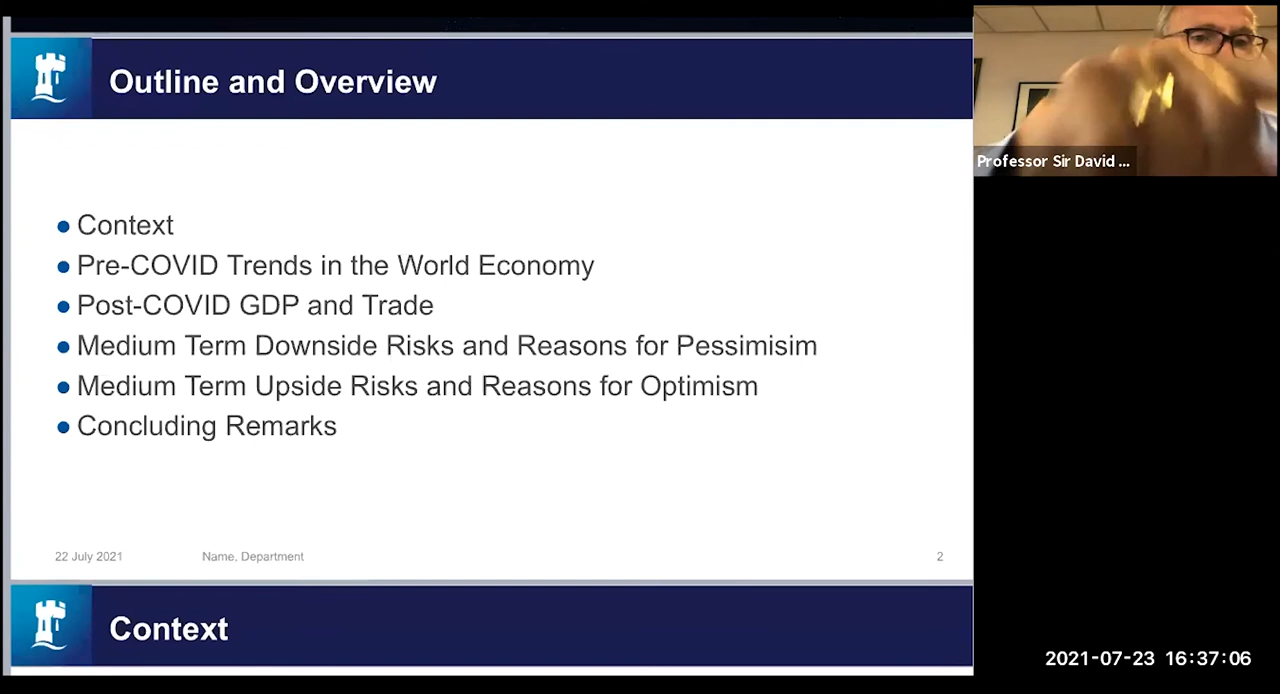 Outline and Overview
Professor Sir David ...
● Context
● Pre-COVID Trends in the World Economy
● Post-COVID GDP and Trade
● Medium Term Downside Risks and Reasons for Pessimisim
● Medium Term Upside Risks and Reasons for Optimism
● Concluding Remarks
22 July 2021 Name, Department 2
Context
2021-07-23 16:37:06